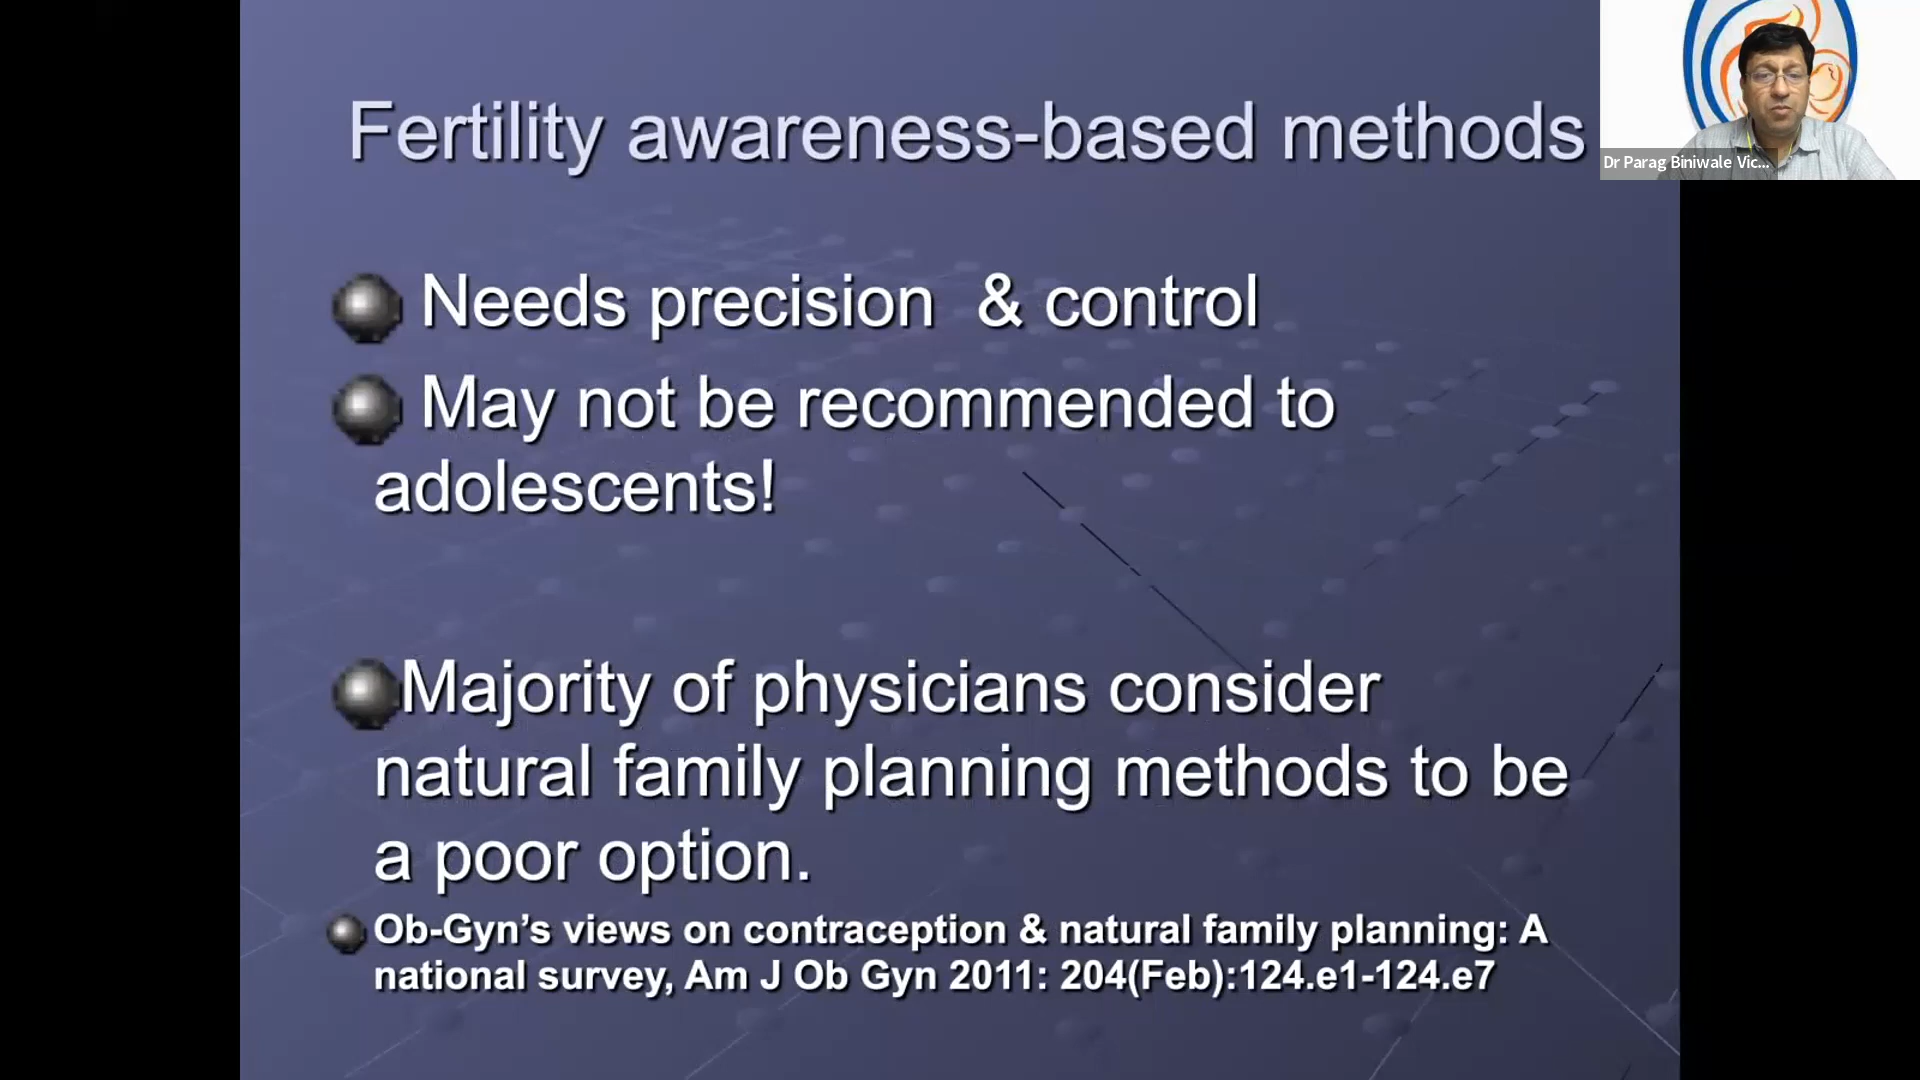 Fertility awareness-based methods
Dr Parag Biniwale Vic...
Needs precision & control
May not be recommended to
adolescents!
Majority of physicians consider
natural family planning methods to be
a poor option.
Ob-Gyn’s views on contraception & natural family planning: A
national survey, Am J Ob Gyn 2011: 204(Feb):124.e1-124.e7